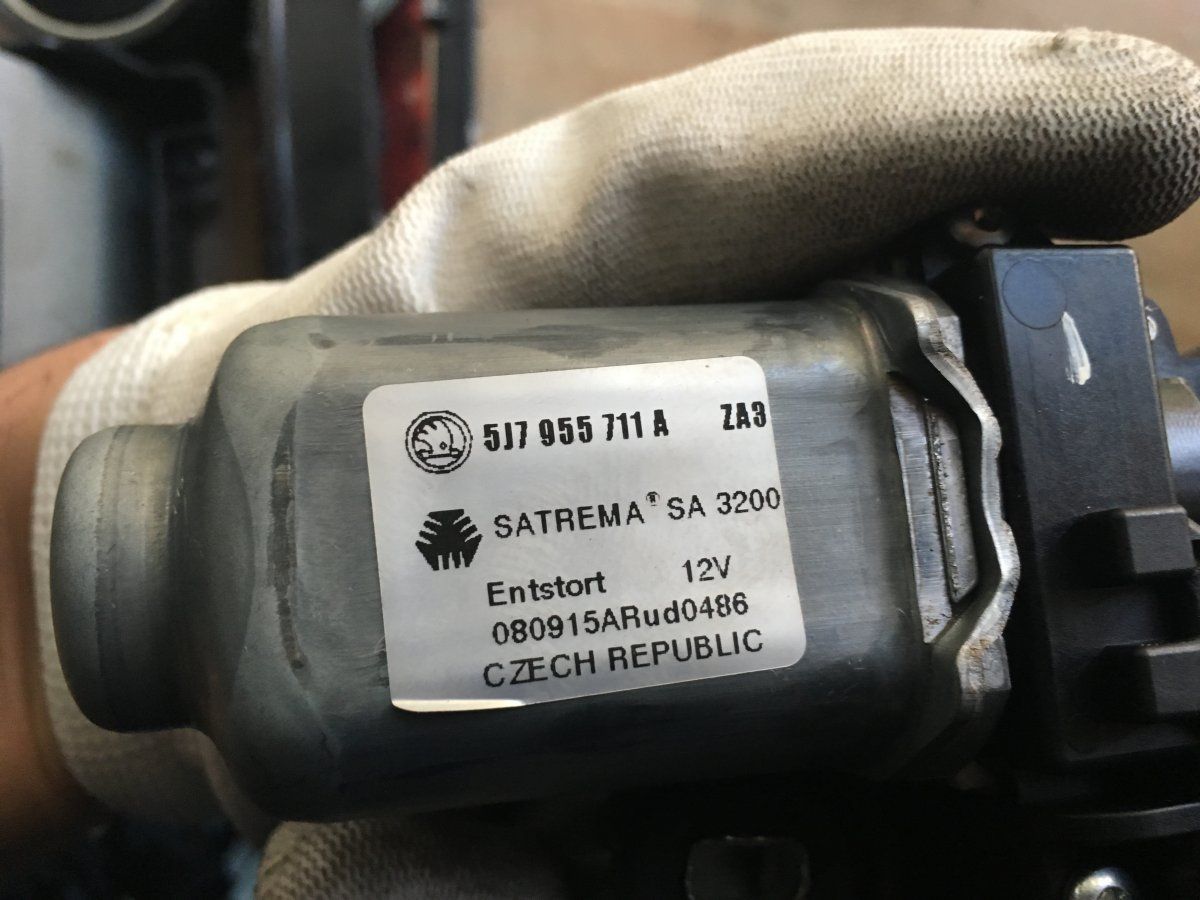 5J7 955 711 A ZA3
SATREMA® SA 3200
Entstort 12V
080915ARud0486
CZECH REPUBLIC